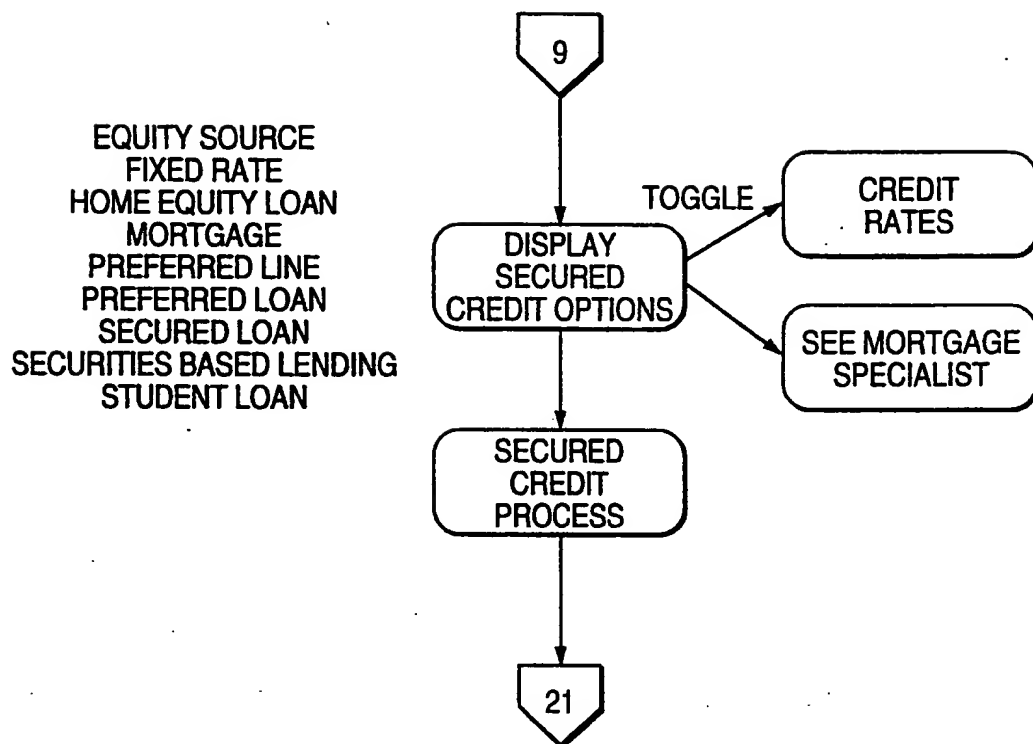 9
EQUITY SOURCE
FIXED RATE
HOME EQUITY LOAN
MORTGAGE
PREFERRED LINE
PREFERRED LOAN
SECURED LOAN
SECURITIES BASED LENDING
STUDENT LOAN
DISPLAY
SECURED
CREDIT OPTIONS
TOGGLE
CREDIT
RATES
SEE MORTGAGE
SPECIALIST
SECURED
CREDIT
PROCESS
21